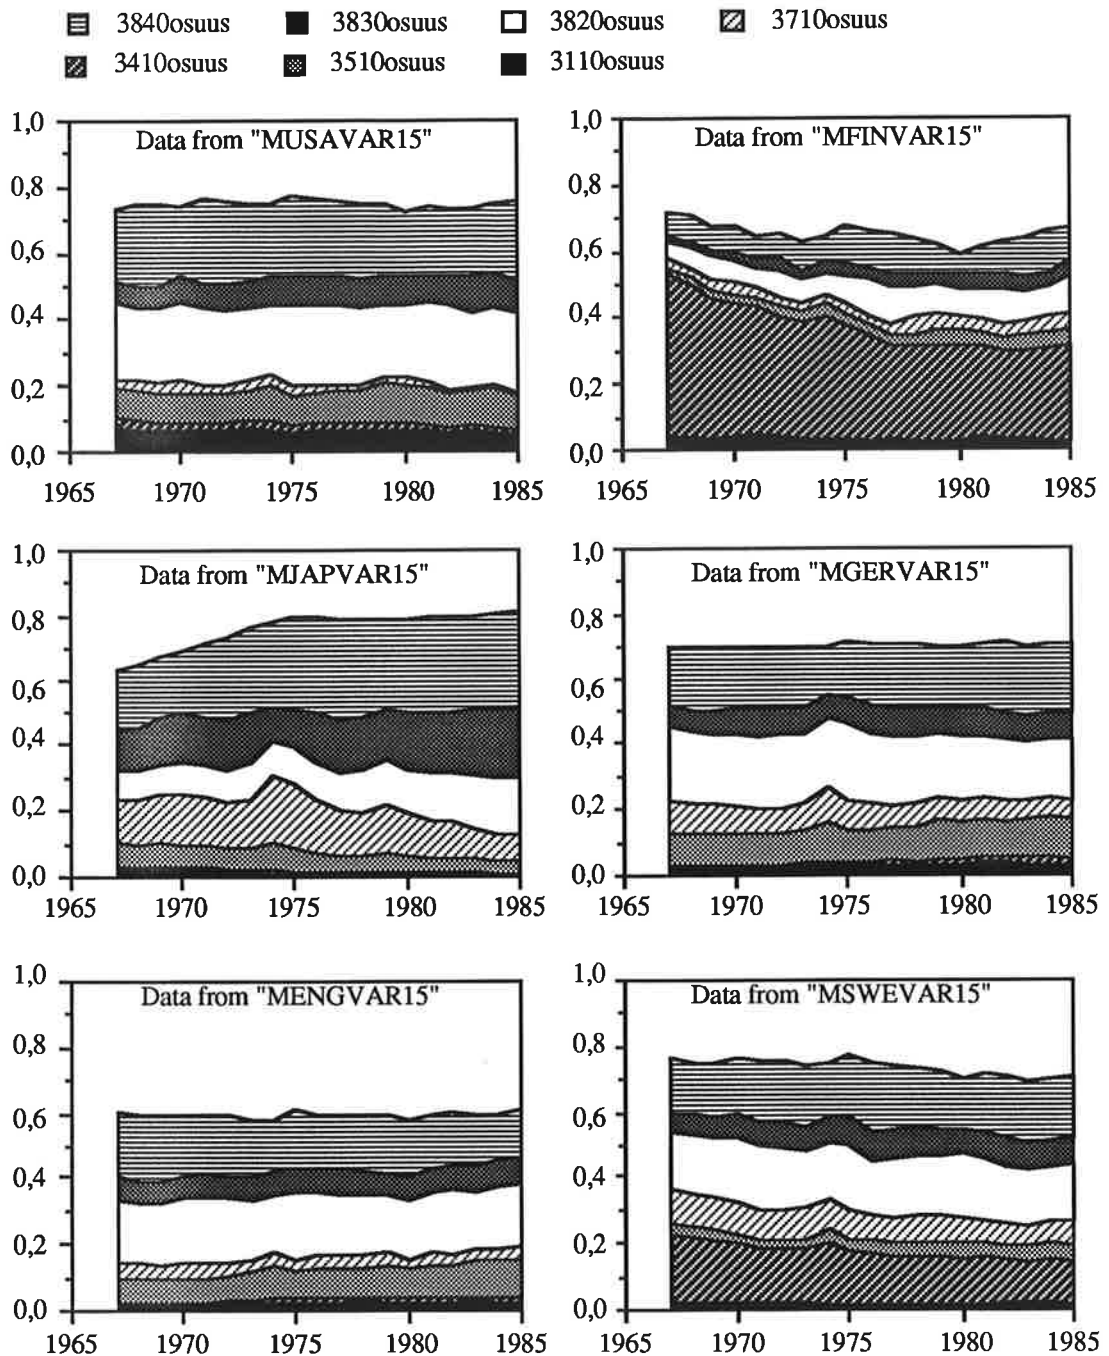 3840osuus 3830osuus 3820osuus 3710osuus
3410osuus 3510osuus 3110osuus
Data from "MUSAVAR15"
1,0
0,8
0,6
0,4
0,2
0,0
1965 1970 1975 1980 1985
Data from "MFINVAR15"
1,0
0,8
0,6
0,4
0,2
0,0
1965 1970 1975 1980 1985
Data from "MJAPVAR15"
1,0
0,8
0,6
0,4
0,2
0,0
1965 1970 1975 1980 1985
Data from "MGERVAR15"
1,0
0,8
0,6
0,4
0,2
0,0
1965 1970 1975 1980 1985
Data from "MENGVAR15"
1,0
0,8
0,6
0,4
0,2
0,0
1965 1970 1975 1980 1985
Data from "MSWEVAR15"
1,0
0,8
0,6
0,4
0,2
0,0
1965 1970 1975 1980 1985